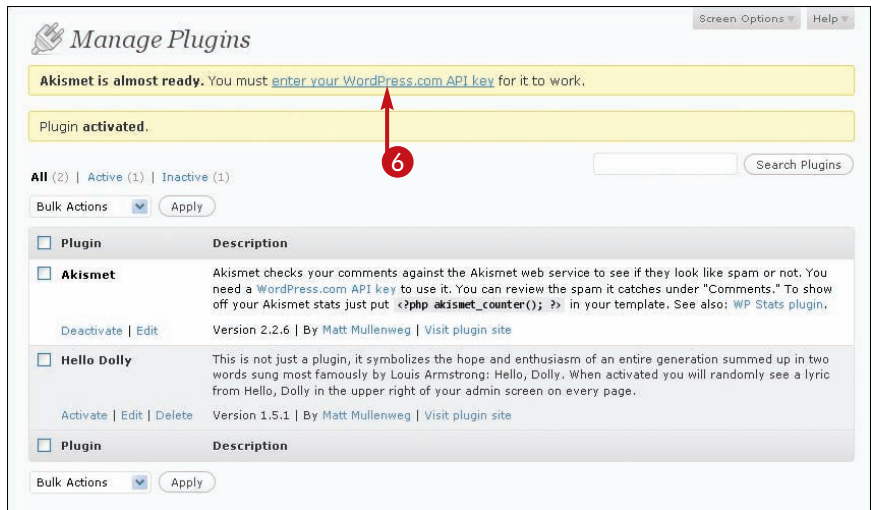 Screen Options Help
Manage Plugins
Akismet is almost ready. You must enter your WordPress.com API key for it to work.
Plugin activated.
6
Search Plugins
All (2) | Active (1) | Inactive (1)
Bulk Actions Apply
Plugin Description
Akismet Akismet checks your comments against the Akismet web service to see if they look like spam or not. You
need a WordPress.com API key to use it. You can review the spam it catches under "Comments." To show
off your Akismet stats just put <?php akismet_counter(); ?> in your template. See also: WP Stats plugin.
Deactivate | Edit Version 2.2.6 | By Matt Mullenweg | Visit plugin site
Hello Dolly This is not just a plugin, it symbolizes the hope and enthusiasm of an entire generation summed up in two
words sung most famously by Louis Armstrong: Hello, Dolly. When activated you will randomly see a lyric
from Hello, Dolly in the upper right of your admin screen on every page.
Activate | Edit | Delete Version 1.5.1 | By Matt Mullenweg | Visit plugin site
Plugin Description
Bulk Actions Apply